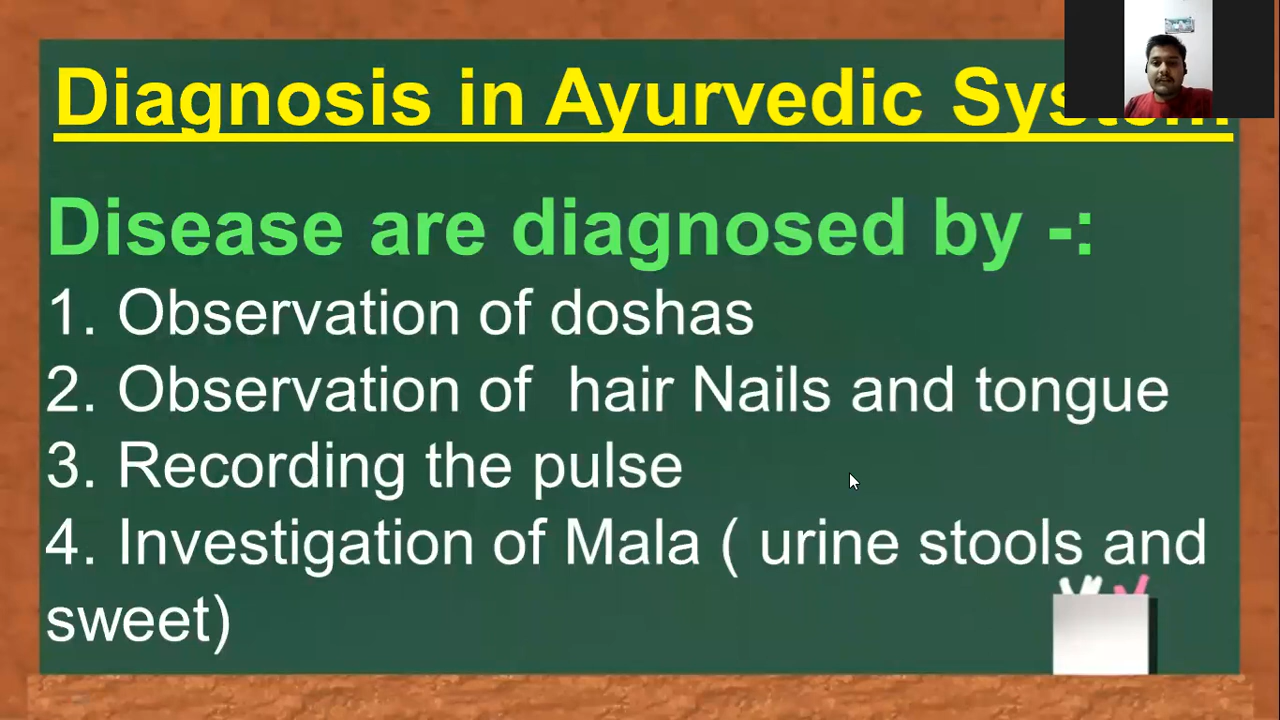 Diagnosis in Ayurvedic System
Disease are diagnosed by -:
1. Observation of doshas
2. Observation of  hair Nails and tongue
3. Recording the pulse
4. Investigation of Mala ( urine stools and
sweet)